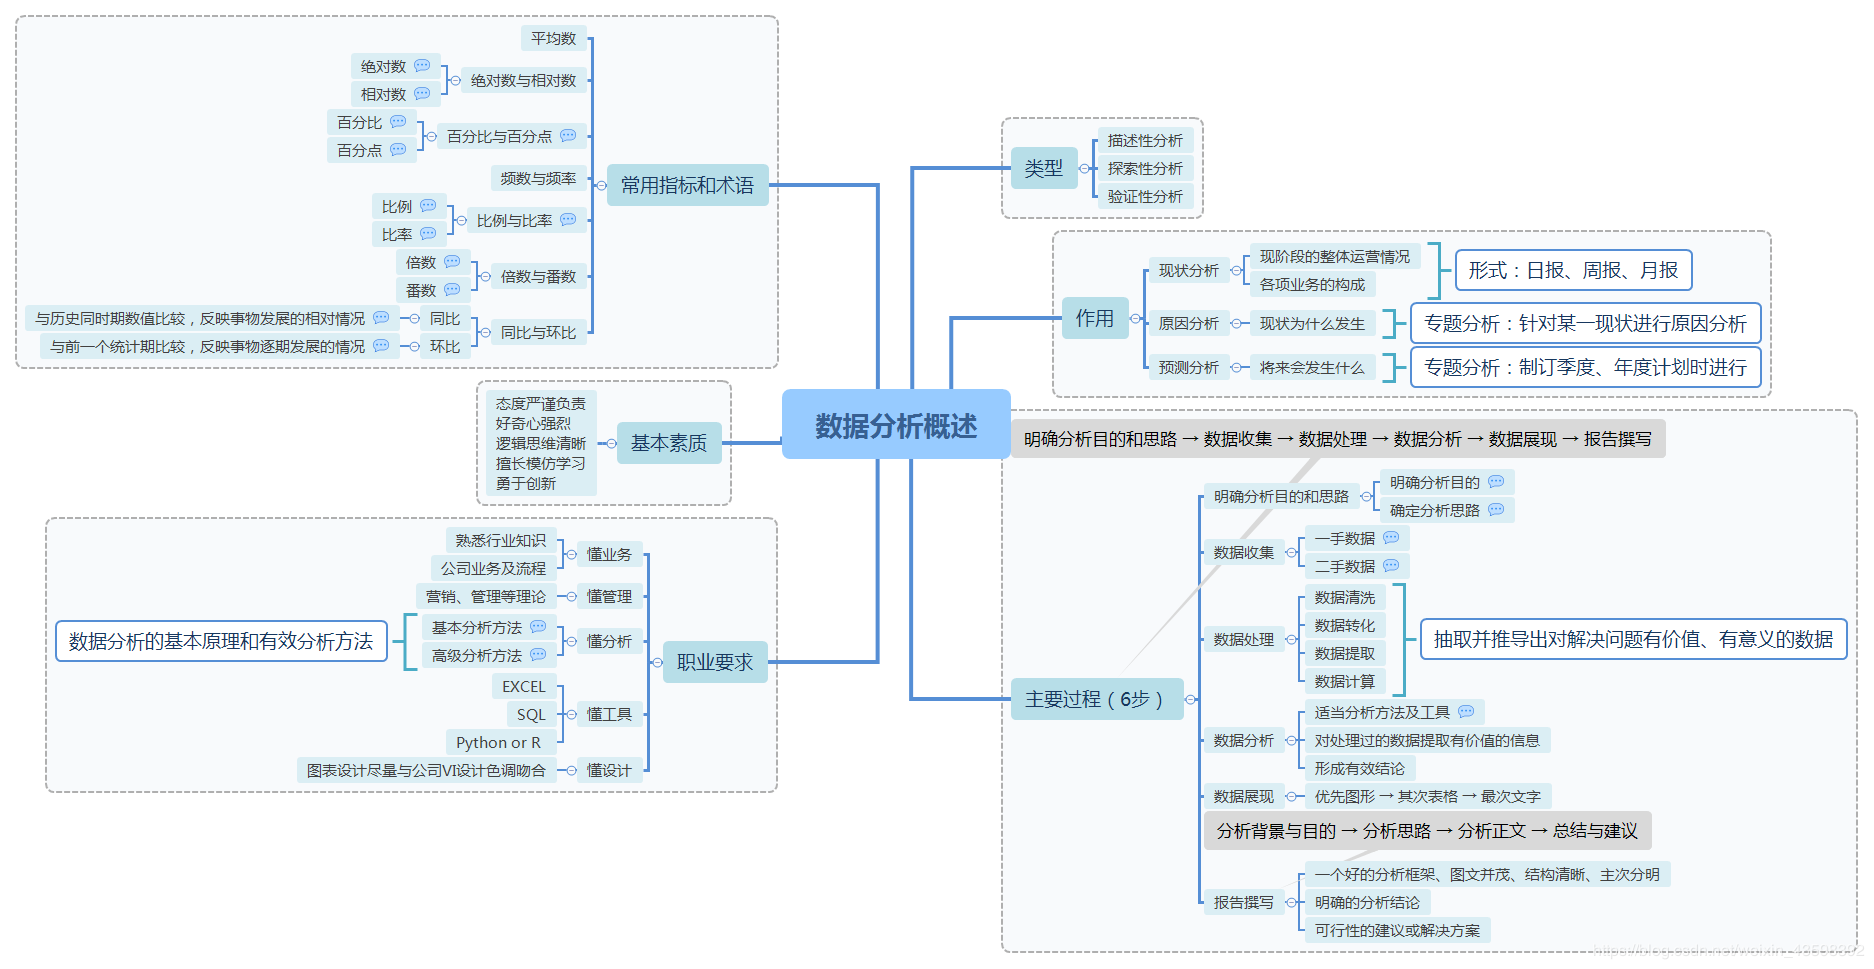 数据分析概述
常用指标和术语
平均数
绝对数与相对数
绝对数
相对数
百分比与百分点
百分比
百分点
频数与频率
比例与比率
比例
比率
倍数与番数
倍数
番数
同比与环比
同比
与历史同时期数值比较，反映事物发展的相对情况
环比
与前一个统计期比较，反映事物逐期发展的情况
基本素质
态度严谨负责
好奇心强烈
逻辑思维清晰
擅长模仿学习
勇于创新
职业要求
懂业务
熟悉行业知识
公司业务及流程
懂管理
营销、管理等理论
懂分析
基本分析方法
高级分析方法
数据分析的基本原理和有效分析方法
懂工具
EXCEL
SQL
Python or R
懂设计
图表设计尽量与公司VI设计色调吻合
类型
描述性分析
探索性分析
验证性分析
作用
现状分析
现阶段的整体运营情况
各项业务的构成
形式：日报、周报、月报
原因分析
现状为什么发生
专题分析：针对某一现状进行原因分析
预测分析
将来会发生什么
专题分析：制订季度、年度计划时进行
明确分析目的和思路 → 数据收集 → 数据处理 → 数据分析 → 数据展现 → 报告撰写
主要过程（6步）
明确分析目的和思路
明确分析目的
确定分析思路
数据收集
一手数据
二手数据
数据处理
数据清洗
数据转化
数据提取
数据计算
抽取并推导出对解决问题有价值、有意义的数据
数据分析
适当分析方法及工具
对处理过的数据提取有价值的信息
形成有效结论
数据展现
优先图形 → 其次表格 → 最次文字
分析背景与目的 → 分析思路 → 分析正文 → 总结与建议
报告撰写
一个好的分析框架、图文并茂、结构清晰、主次分明
明确的分析结论
可行性的建议或解决方案